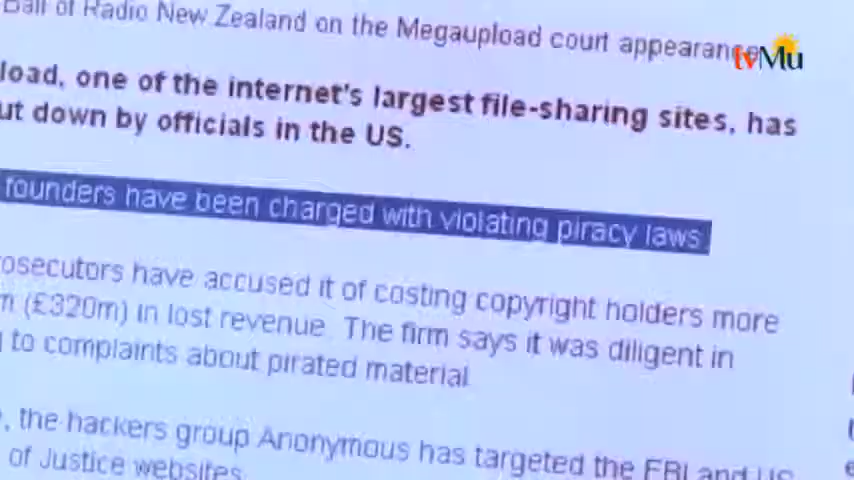 Ball of Radio New Zealand on the Megaupload court appearance
tvMu
load, one of the internet's largest file-sharing sites, has
ut down by officials in the US.
founders have been charged with violating piracy laws.
osecutors have accused it of costing copyright holders more
m (£320m) in lost revenue. The firm says it was diligent in
to complaints about pirated material.
, the hackers group Anonymous has targeted the FBI and US
of Justice websites.